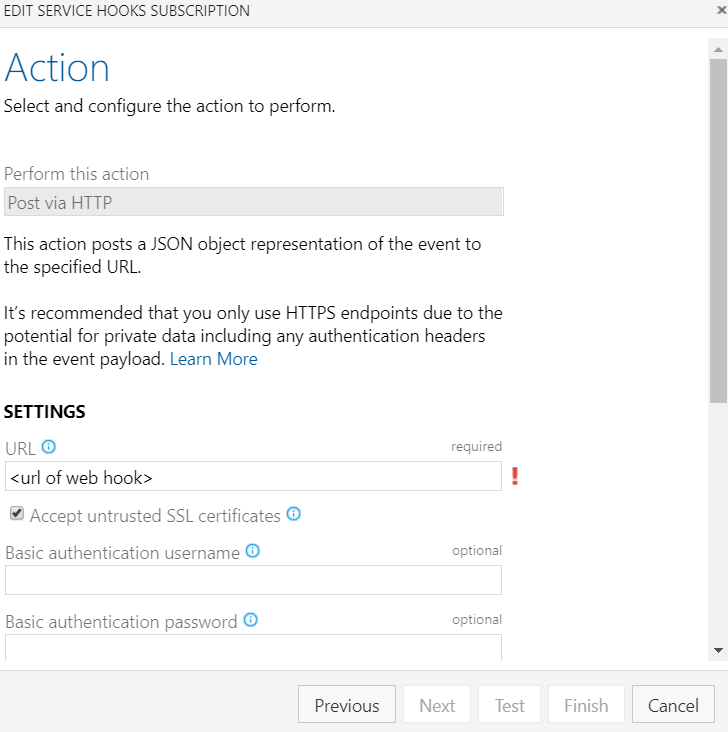 EDIT SERVICE HOOKS SUBSCRIPTION
Action
Select and configure the action to perform.
Perform this action
Post via HTTP
This action posts a JSON object representation of the event to
the specified URL.
It's recommended that you only use HTTPS endpoints due to the
potential for private data including any authentication headers
in the event payload. Learn More
SETTINGS
URL required
<url of web hook>
Accept untrusted SSL certificates
Basic authentication username optional
Basic authentication password optional
Previous Next Test Finish Cancel